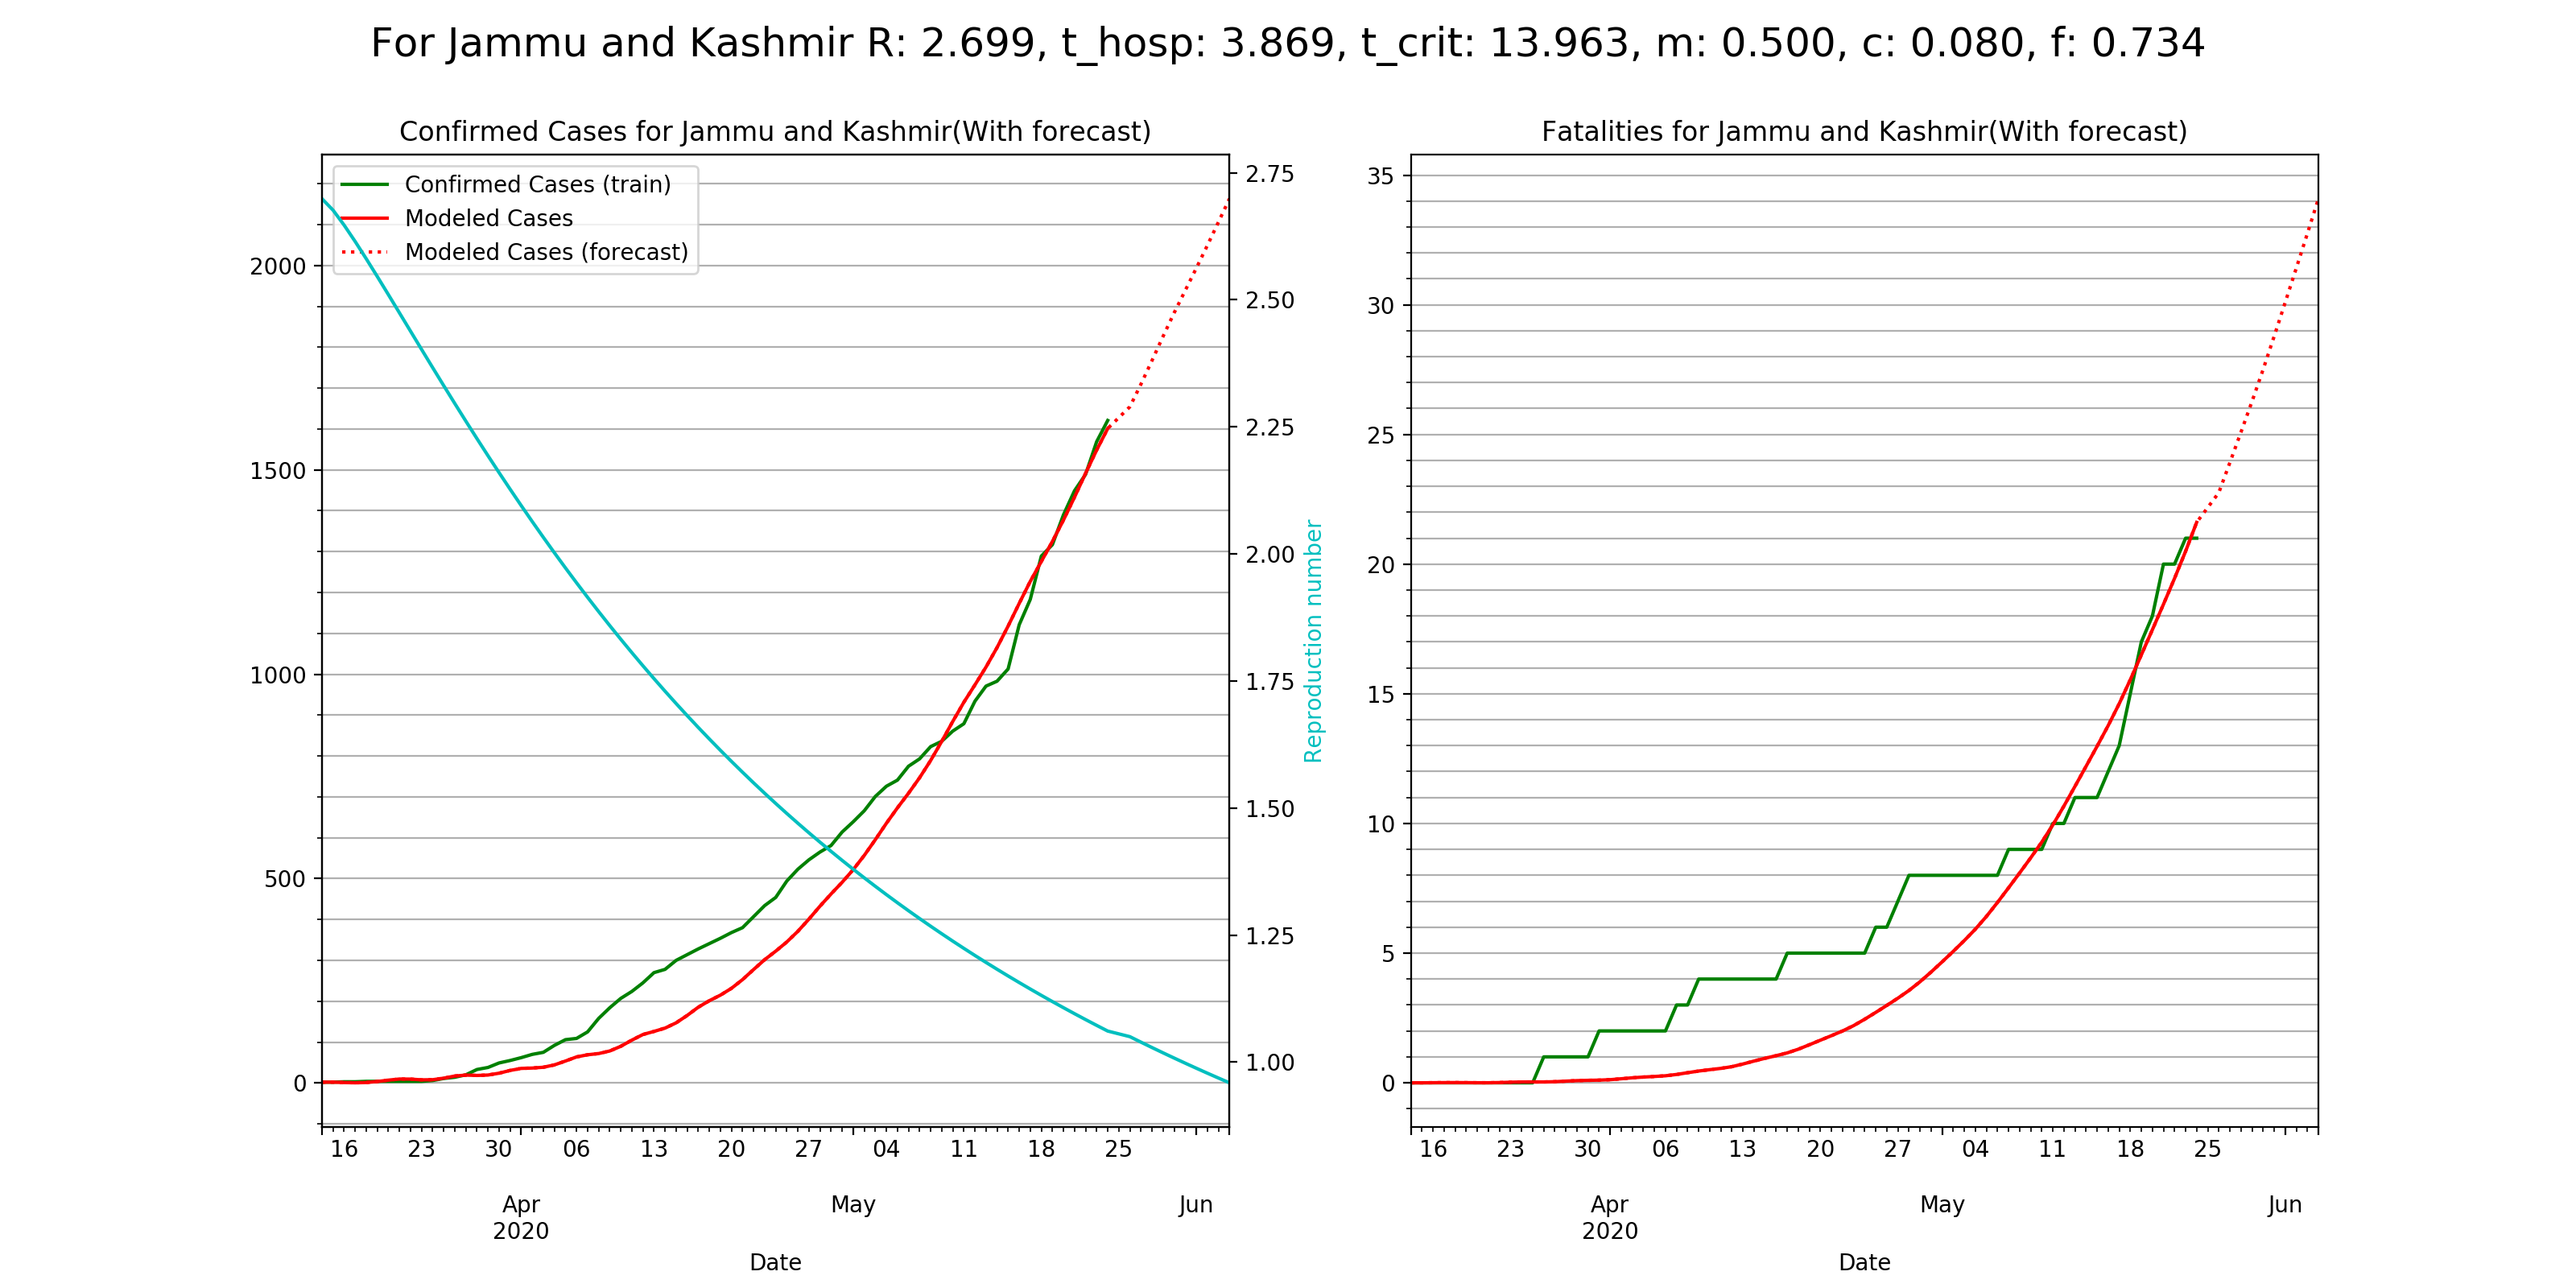 For Jammu and Kashmir R: 2.699, t_hosp: 3.869, t_crit: 13.963, m: 0.500, c: 0.080, f: 0.734
Confirmed Cases for Jammu and Kashmir(With forecast)
Confirmed Cases (train)
Modeled Cases
Modeled Cases (forecast)
2000
1500
1000
500
0
2.75
2.50
2.25
2.00
1.75
1.50
1.25
1.00
Reproduction number
16 23 30 06 13 20 27 04 11 18 25
Apr May Jun
2020
Date
Fatalities for Jammu and Kashmir(With forecast)
35
30
25
20
15
10
5
0
16 23 30 06 13 20 27 04 11 18 25
Apr May Jun
2020
Date